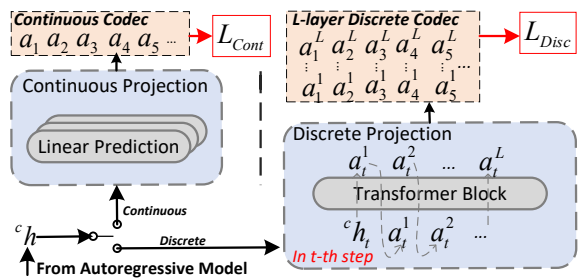 Continuous Codec
a₁ a₂ a₃ a₄ a₅ ...
L_Cont
Continuous Projection
Linear Prediction
Continuous
ᶜh
Discrete
From Autoregressive Model
L-layer Discrete Codec
a₁ᴸ a₂ᴸ a₃ᴸ a₄ᴸ a₅ᴸ
⋮ ⋮ ⋮ ⋮ ⋮ ...
a₁¹ a₂¹ a₃¹ a₄¹ a₅¹
L_Disc
Discrete Projection
aₜ¹ aₜ² ... aₜᴸ
Transformer Block
ᶜhₜ aₜ¹ aₜ² ...
In t-th step